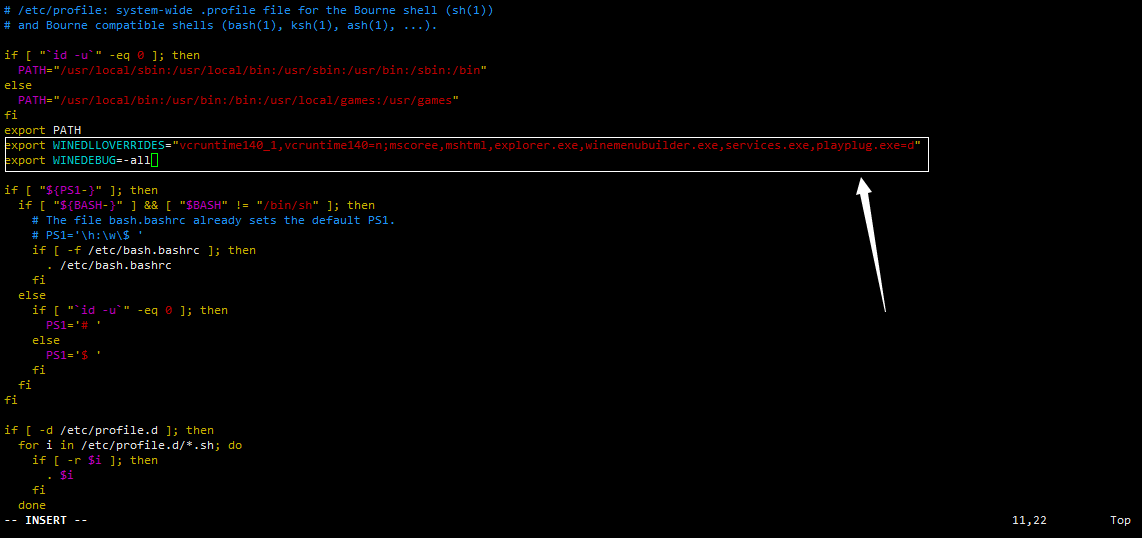 # /etc/profile: system-wide .profile file for the Bourne shell (sh(1))
# and Bourne compatible shells (bash(1), ksh(1), ash(1), ...).
if [ "`id -u`" -eq 0 ]; then
  PATH="/usr/local/sbin:/usr/local/bin:/usr/sbin:/usr/bin:/sbin:/bin"
else
  PATH="/usr/local/bin:/usr/bin:/bin:/usr/local/games:/usr/games"
fi
export PATH
export WINEDLLOVERRIDES="vcruntime140_1,vcruntime140=n;mscoree,mshtml,explorer.exe,winemenubuilder.exe,services.exe,playplug.exe=d"
export WINEDEBUG=-all
if [ "${PS1-}" ]; then
  if [ "${BASH-}" ] && [ "$BASH" != "/bin/sh" ]; then
    # The file bash.bashrc already sets the default PS1.
    # PS1='\h:\w\$ '
    if [ -f /etc/bash.bashrc ]; then
      . /etc/bash.bashrc
    fi
  else
    if [ "`id -u`" -eq 0 ]; then
      PS1='# '
    else
      PS1='$ '
    fi
  fi
fi
if [ -d /etc/profile.d ]; then
  for i in /etc/profile.d/*.sh; do
    if [ -r $i ]; then
      . $i
    fi
  done
-- INSERT -- 11,22 Top